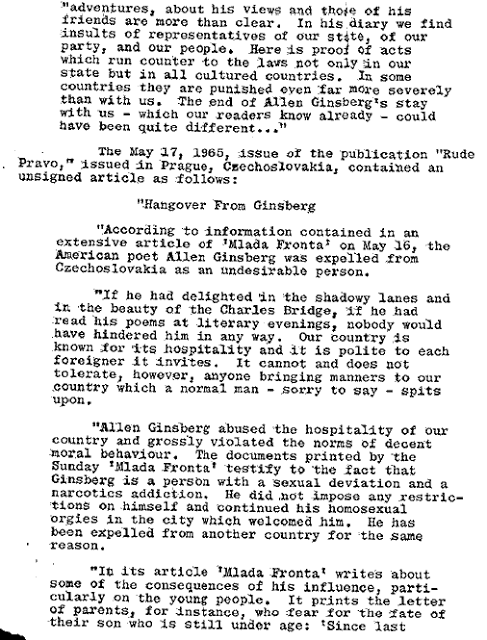 "adventures, about his views and those of his
friends are more than clear. In his diary we find
insults of representatives of our state, of our
party, and our people. Here is proof of acts
which run counter to the laws not only in our
state but in all cultured countries. In some
countries they are punished even far more severely
than with us. The end of Allen Ginsberg's stay
with us - which our readers know already - could
have been quite different..."
The May 17, 1965, issue of the publication "Rude
Pravo," issued in Prague, Czechoslovakia, contained an
unsigned article as follows:
"Hangover From Ginsberg
"According to information contained in an
extensive article of 'Mlada Fronta' on May 16, the
American poet Allen Ginsberg was expelled from
Czechoslovakia as an undesirable person.
"If he had delighted in the shadowy lanes and
in the beauty of the Charles Bridge, if he had
read his poems at literary evenings, nobody would
have hindered him in any way. Our country is
known for its hospitality and it is polite to each
foreigner it invites. It cannot and does not
tolerate, however, anyone bringing manners to our
country which a normal man - sorry to say - spits
upon.
"Allen Ginsberg abused the hospitality of our
country and grossly violated the norms of decent
moral behaviour. The documents printed by the
Sunday 'Mlada Fronta' testify to the fact that
Ginsberg is a person with a sexual deviation and a
narcotics addiction. He did not impose any restric-
tions on himself and continued his homosexual
orgies in the city which welcomed him. He has
been expelled from another country for the same
reason.
"In its article 'Mlada Fronta' writes about
some of the consequences of his influence, parti-
cularly on the young people. It prints the letter
of parents, for instance, who fear for the fate of
their son who is still under age: 'Since last